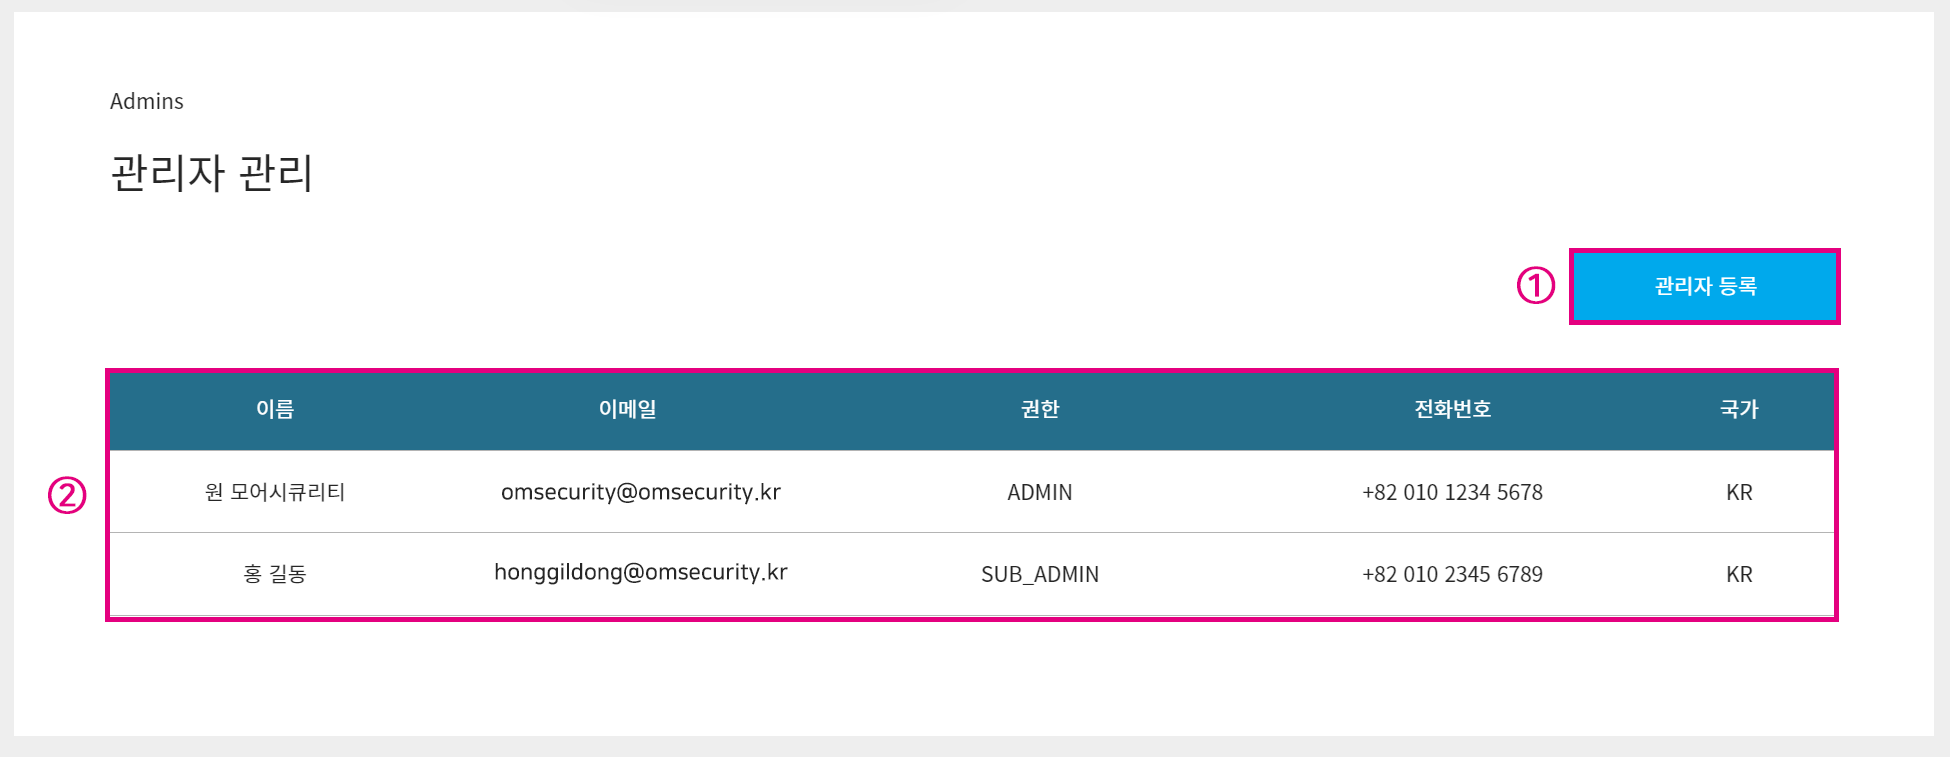 Admins
관리자 관리
① 관리자 등록
이름 이메일 권한 전화번호 국가
②
원 모어시큐리티 omsecurity@omsecurity.kr ADMIN +82 010 1234 5678 KR
홍 길동 honggildong@omsecurity.kr SUB_ADMIN +82 010 2345 6789 KR